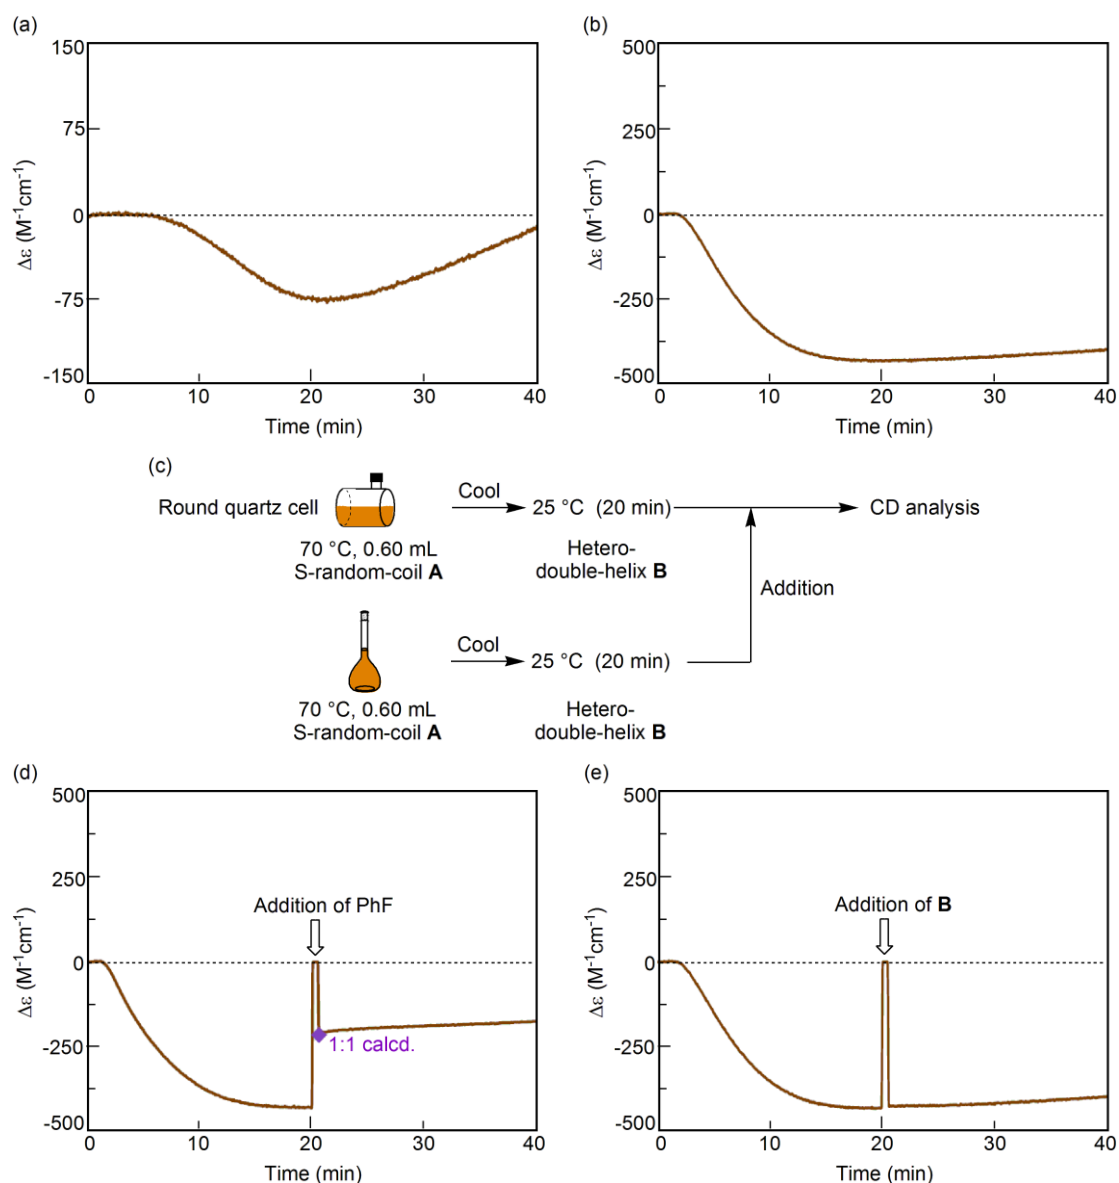 (a)
150
75
0
-75
-150
Δε (M⁻¹cm⁻¹)
0 10 20 30 40
Time (min)
(b)
500
250
0
-250
-500
Δε (M⁻¹cm⁻¹)
0 10 20 30 40
Time (min)
(c)
Round quartz cell
70 °C, 0.60 mL
S-random-coil A
Cool
25 °C (20 min)
Hetero-
double-helix B
CD analysis
Addition
70 °C, 0.60 mL
S-random-coil A
Cool
25 °C (20 min)
Hetero-
double-helix B
(d)
500
250
0
-250
-500
Δε (M⁻¹cm⁻¹)
Addition of PhF
1:1 calcd.
0 10 20 30 40
Time (min)
(e)
500
250
0
-250
-500
Δε (M⁻¹cm⁻¹)
Addition of B
0 10 20 30 40
Time (min)